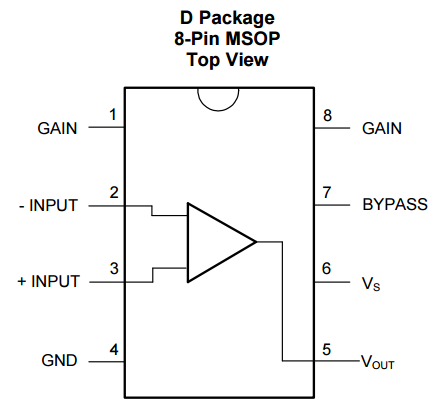 D Package
8-Pin MSOP
Top View
1
GAIN
8
GAIN
2
- INPUT
7
BYPASS
3
+ INPUT
6
VS
4
GND
5
VOUT